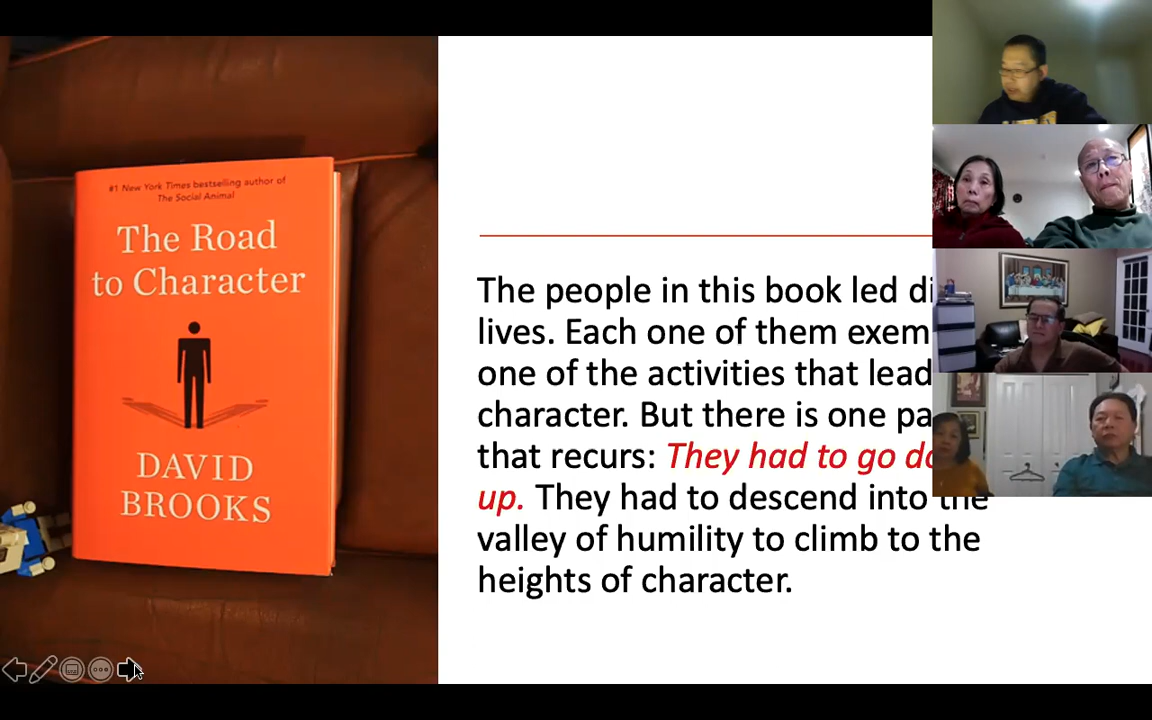 #1 New York Times bestselling author of
The Social Animal
The Road
to Character
DAVID
BROOKS
The people in this book led di
lives. Each one of them exem
one of the activities that lead
character. But there is one pa
that recurs: They had to go do
up. They had to descend into the
valley of humility to climb to the
heights of character.